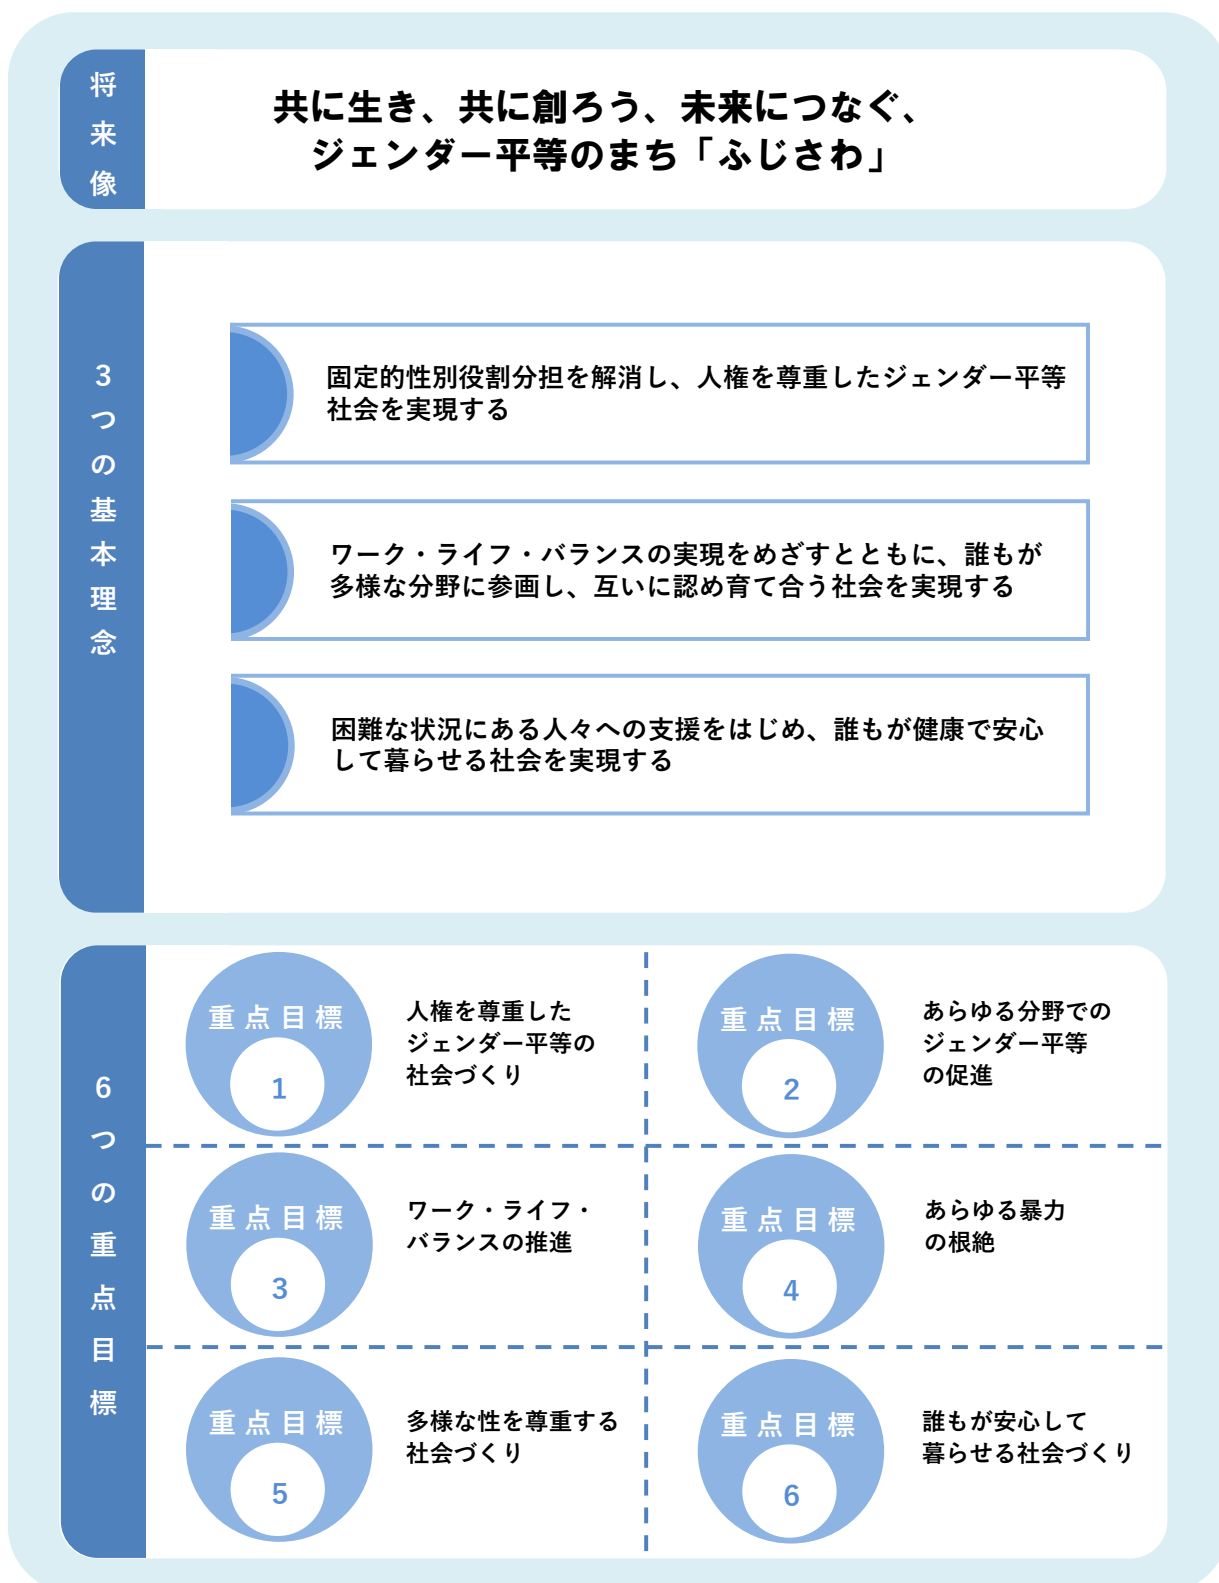 将来像
共に生き、共に創ろう、未来につなぐ、
ジェンダー平等のまち「ふじさわ」
3つの基本理念
固定的性別役割分担を解消し、人権を尊重したジェンダー平等
社会を実現する
ワーク・ライフ・バランスの実現をめざすとともに、誰もが
多様な分野に参画し、互いに認め育て合う社会を実現する
困難な状況にある人々への支援をはじめ、誰もが健康で安心
して暮らせる社会を実現する
6つの重点目標
重点目標
1
人権を尊重した
ジェンダー平等の
社会づくり
重点目標
2
あらゆる分野での
ジェンダー平等
の促進
重点目標
3
ワーク・ライフ・
バランスの推進
重点目標
4
あらゆる暴力
の根絶
重点目標
5
多様な性を尊重する
社会づくり
重点目標
6
誰もが安心して
暮らせる社会づくり